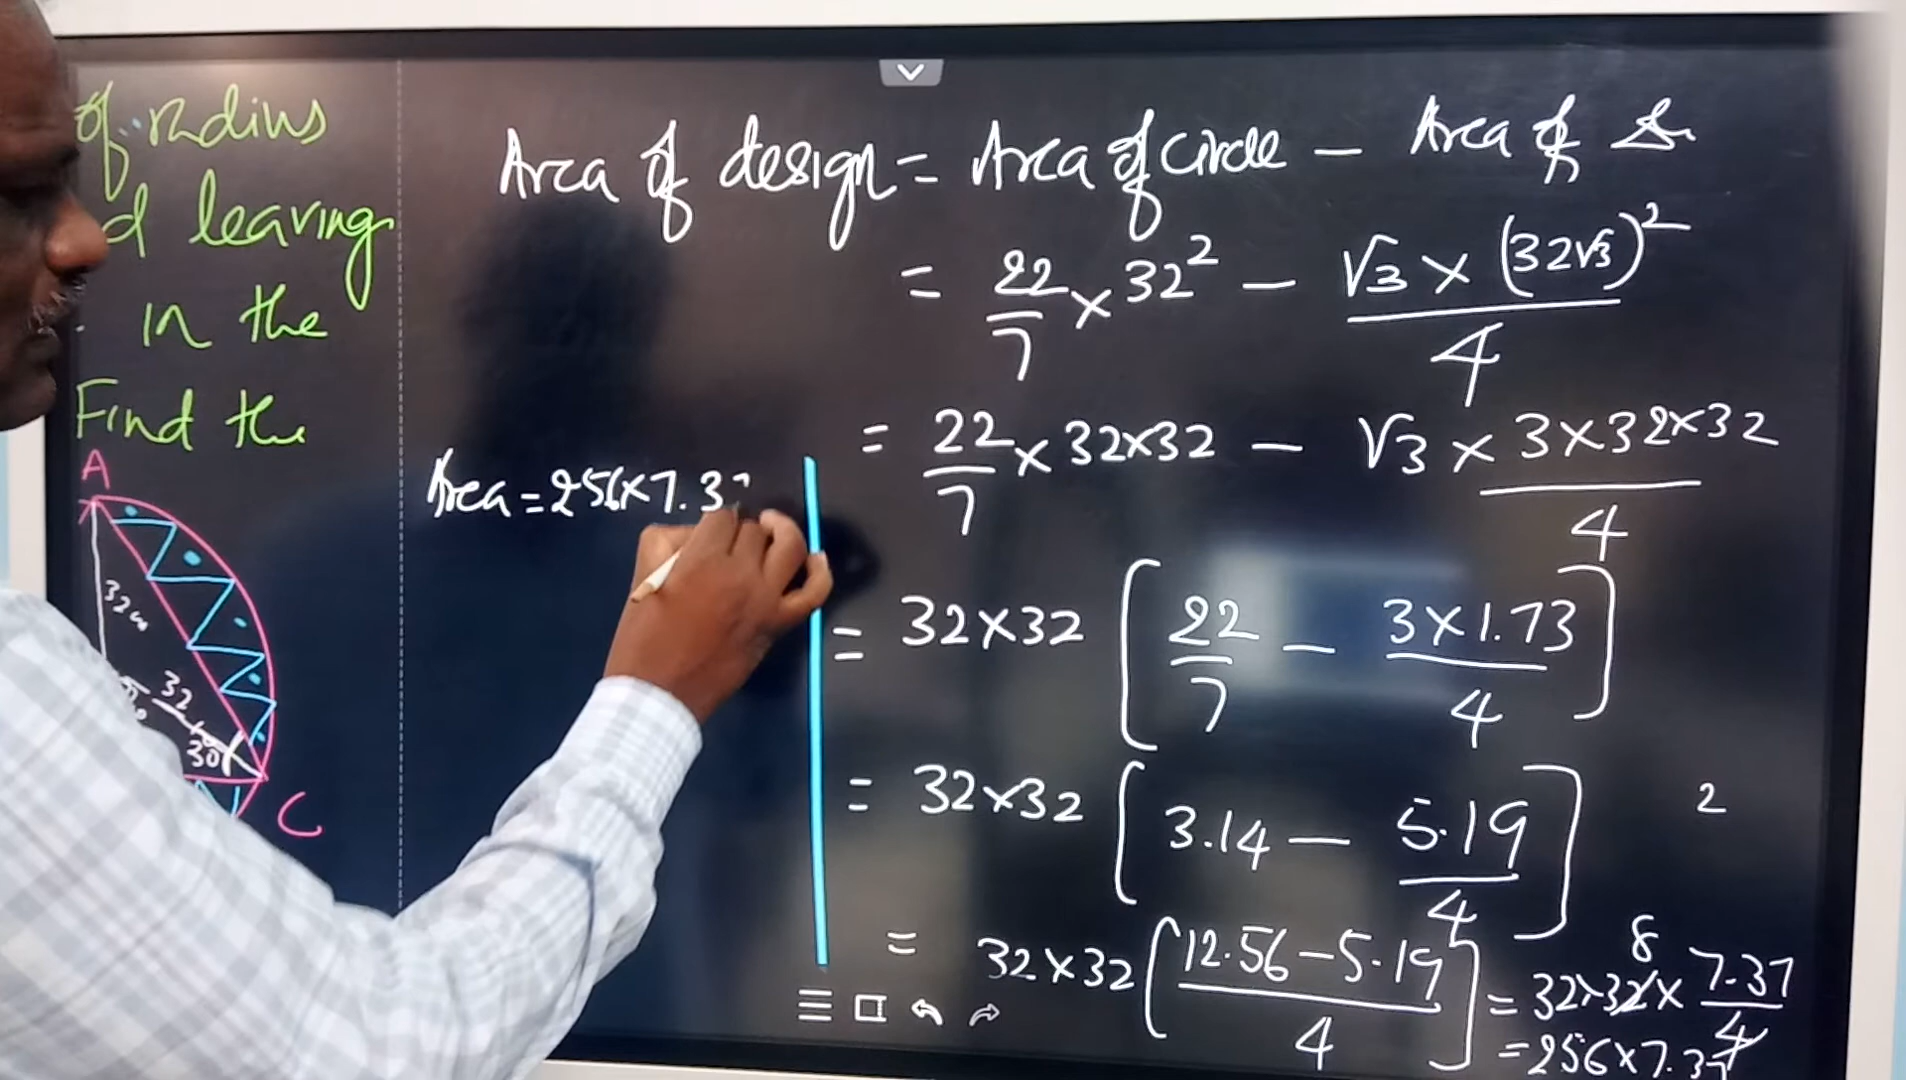 of radius
d leaving
in the
Find the
A
32cm
32
30
C
Area of design = Area of circle - Area of
= 22/7 × 32² - √3 × (32√3)²/4
= 22/7 × 32×32 - √3 × 3×32×32/4
= 32×32 [22/7 - 3×1.73/4]
= 32×32 [3.14 - 5.19/4] 2
= 32×32 [12.56-5.19/4] = 32×32× 7.37/4
8
= 256×7.37
Area = 256×7.3